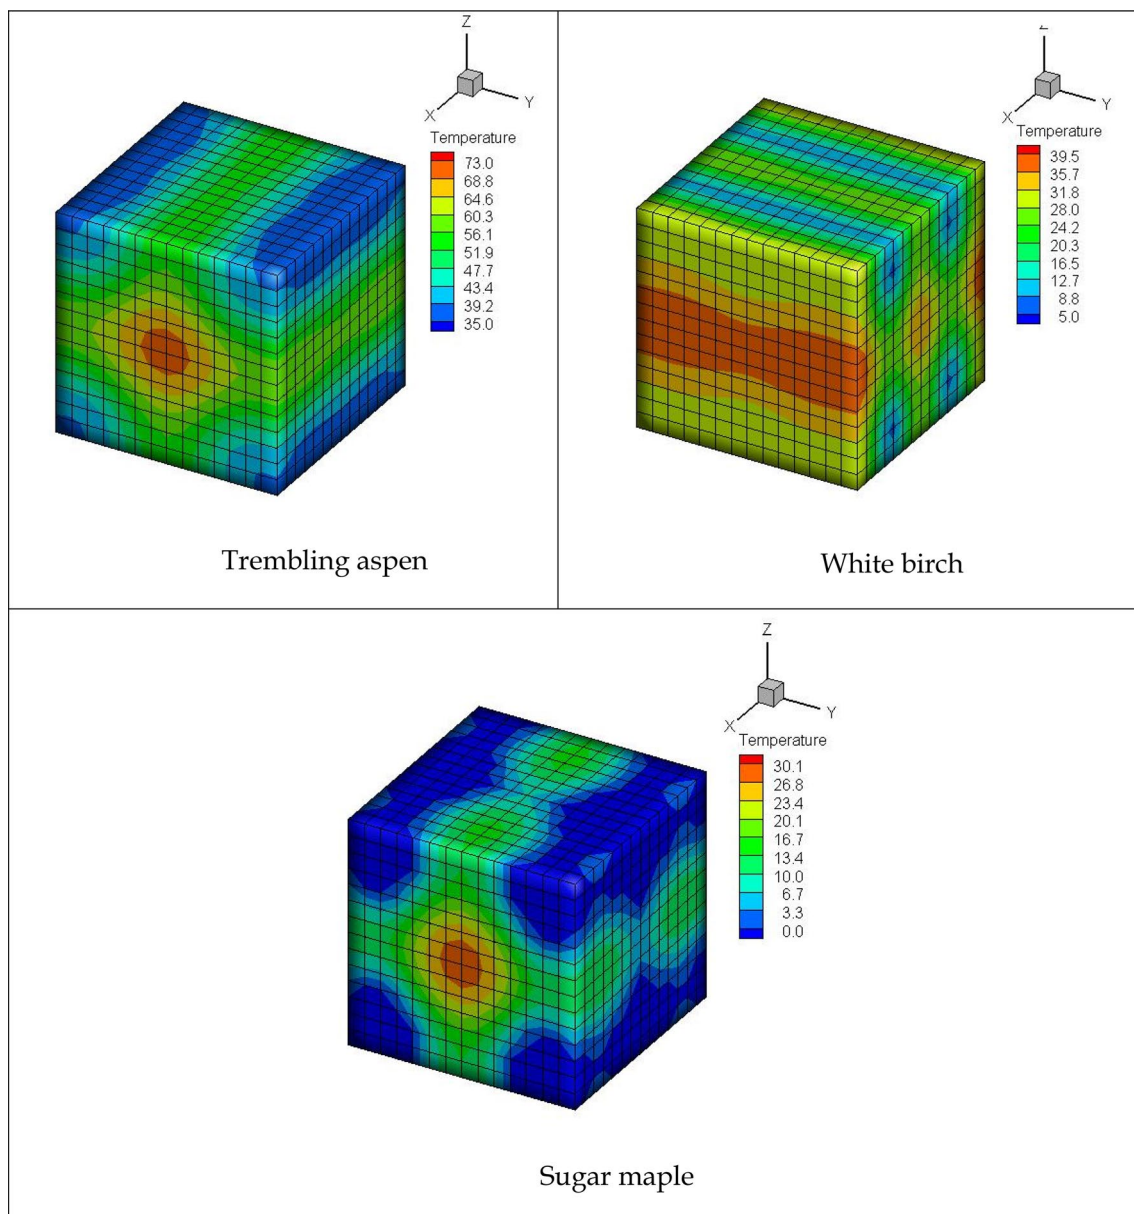 Z
X
Y
Temperature
73.0
68.8
64.6
60.3
56.1
51.9
47.7
43.4
39.2
35.0
Trembling aspen
Z
X
Y
Temperature
39.5
35.7
31.8
28.0
24.2
20.3
16.5
12.7
8.8
5.0
White birch
Z
X
Y
Temperature
30.1
26.8
23.4
20.1
16.7
13.4
10.0
6.7
3.3
0.0
Sugar maple